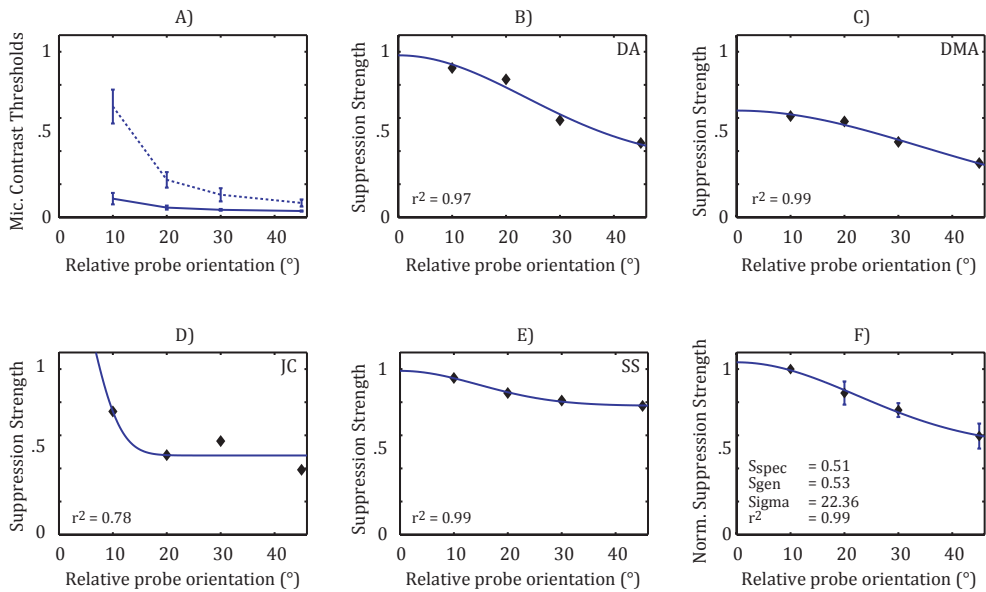 A)
Mic. Contrast Thresholds
1
.5
0
0 10 20 30 40
Relative probe orientation (°)
B)
DA
Suppression Strength
1
.5
0
r² = 0.97
0 10 20 30 40
Relative probe orientation (°)
C)
DMA
Suppression Strength
1
.5
0
r² = 0.99
0 10 20 30 40
Relative probe orientation (°)
D)
JC
Suppression Strength
1
.5
0
r² = 0.78
0 10 20 30 40
Relative probe orientation (°)
E)
SS
Suppression Strength
1
.5
0
r² = 0.99
0 10 20 30 40
Relative probe orientation (°)
F)
Norm. Suppression Strength
1
.5
0
Sspec = 0.51
Sgen = 0.53
Sigma = 22.36
r² = 0.99
0 10 20 30 40
Relative probe orientation (°)